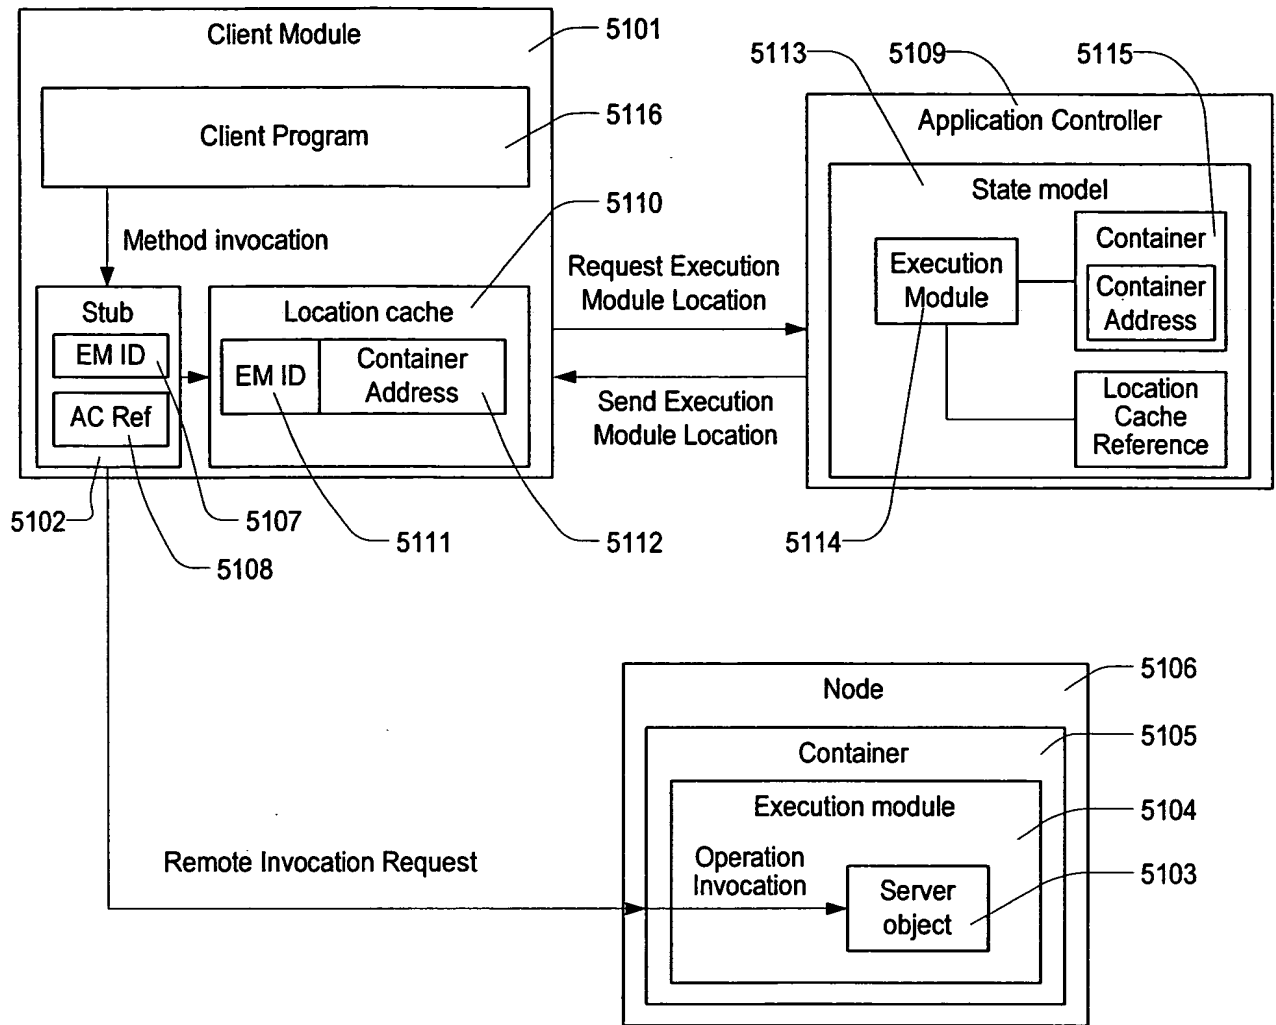 Client Module
5101
Client Program
5116
Method invocation
5110
Stub
EM ID
AC Ref
Location cache
EM ID
Container
Address
5102
5107
5108
5111
5112
Request Execution
Module Location
Send Execution
Module Location
5113
5109
5115
Application Controller
State model
Execution
Module
Container
Container
Address
Location
Cache
Reference
5114
Node
5106
Container
5105
Execution module
5104
Remote Invocation Request
Operation
Invocation
Server
object
5103